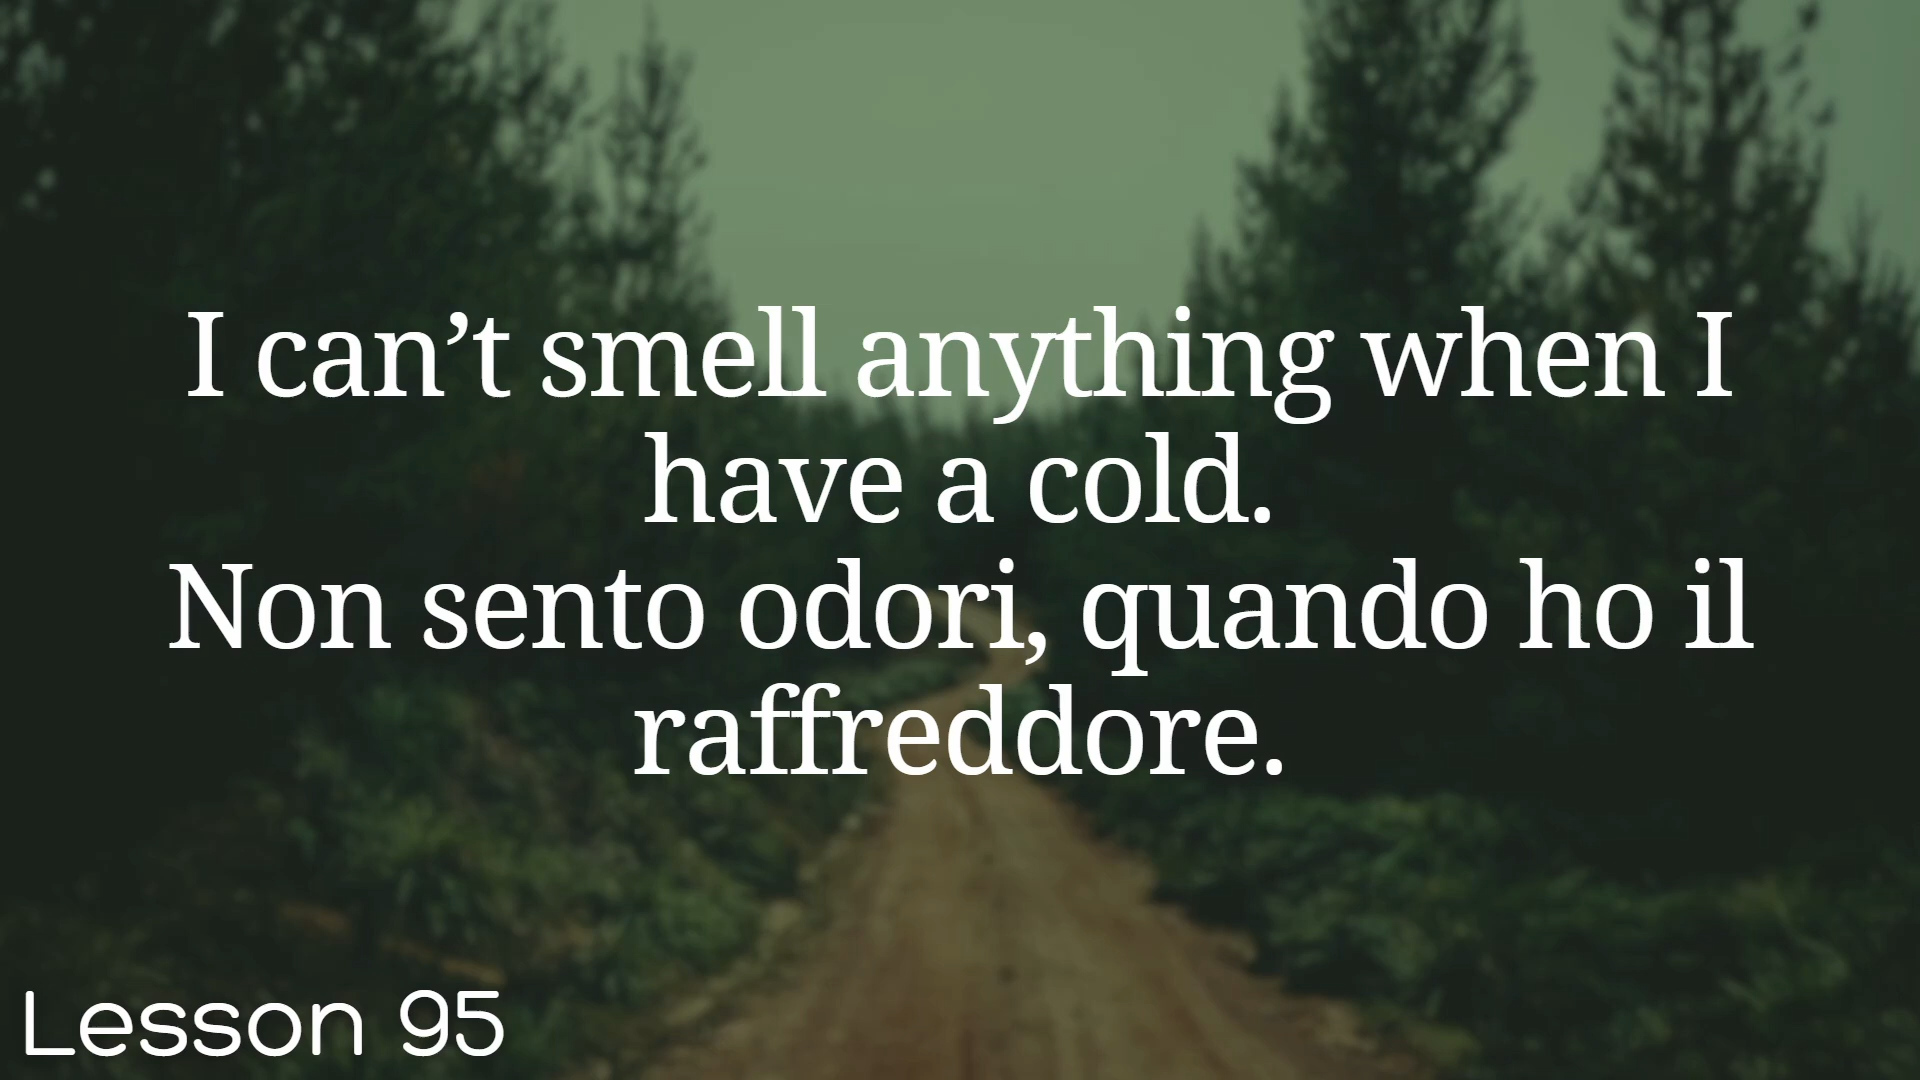 I can’t smell anything when I
have a cold.
Non sento odori, quando ho il
raffreddore.
Lesson 95